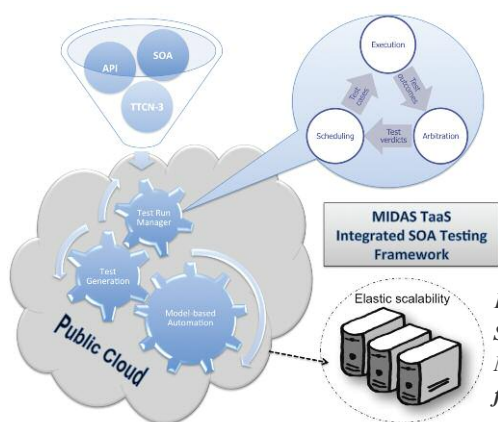 API
SOA
TTCN-3
Execution
Test
outcomes
Test
cases
Scheduling
Test
verdicts
Arbitration
Test Run
Manager
Test
Generation
Model-based
Automation
Public Cloud
MIDAS TaaS
Integrated SOA Testing
Framework
Elastic scalability